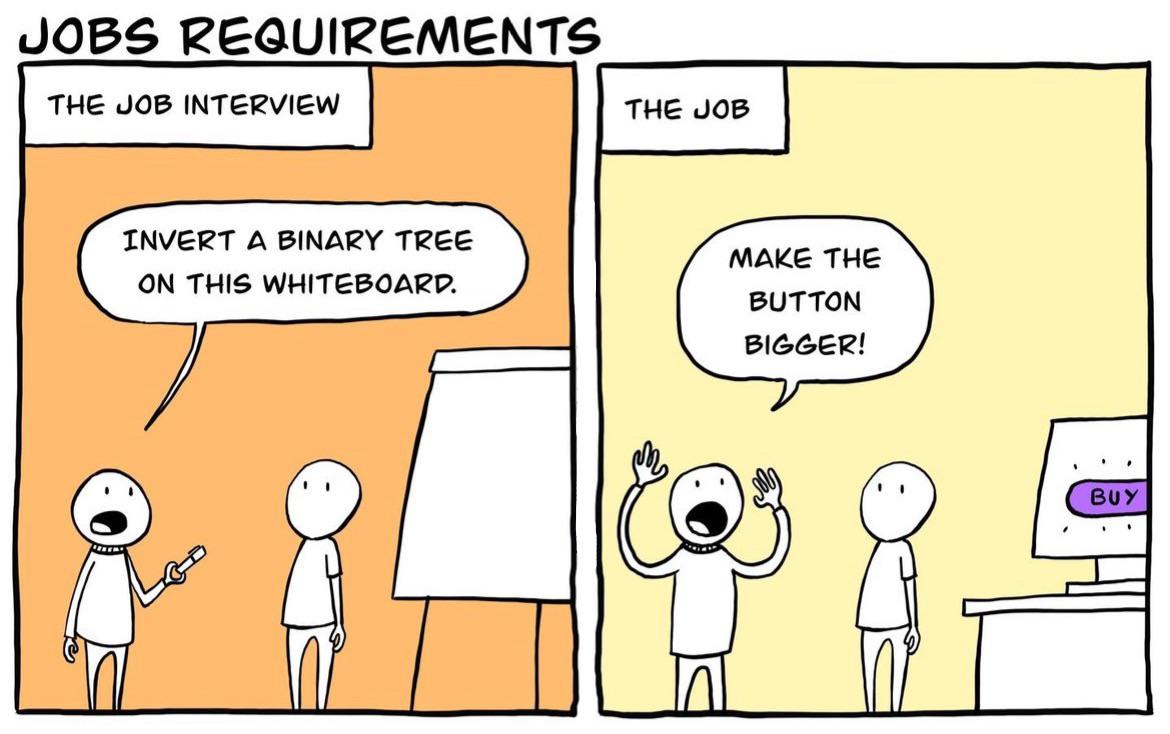 JOBS REQUIREMENTS
THE JOB INTERVIEW
INVERT A BINARY TREE
ON THIS WHITEBOARD.
THE JOB
MAKE THE
BUTTON
BIGGER!
BUY